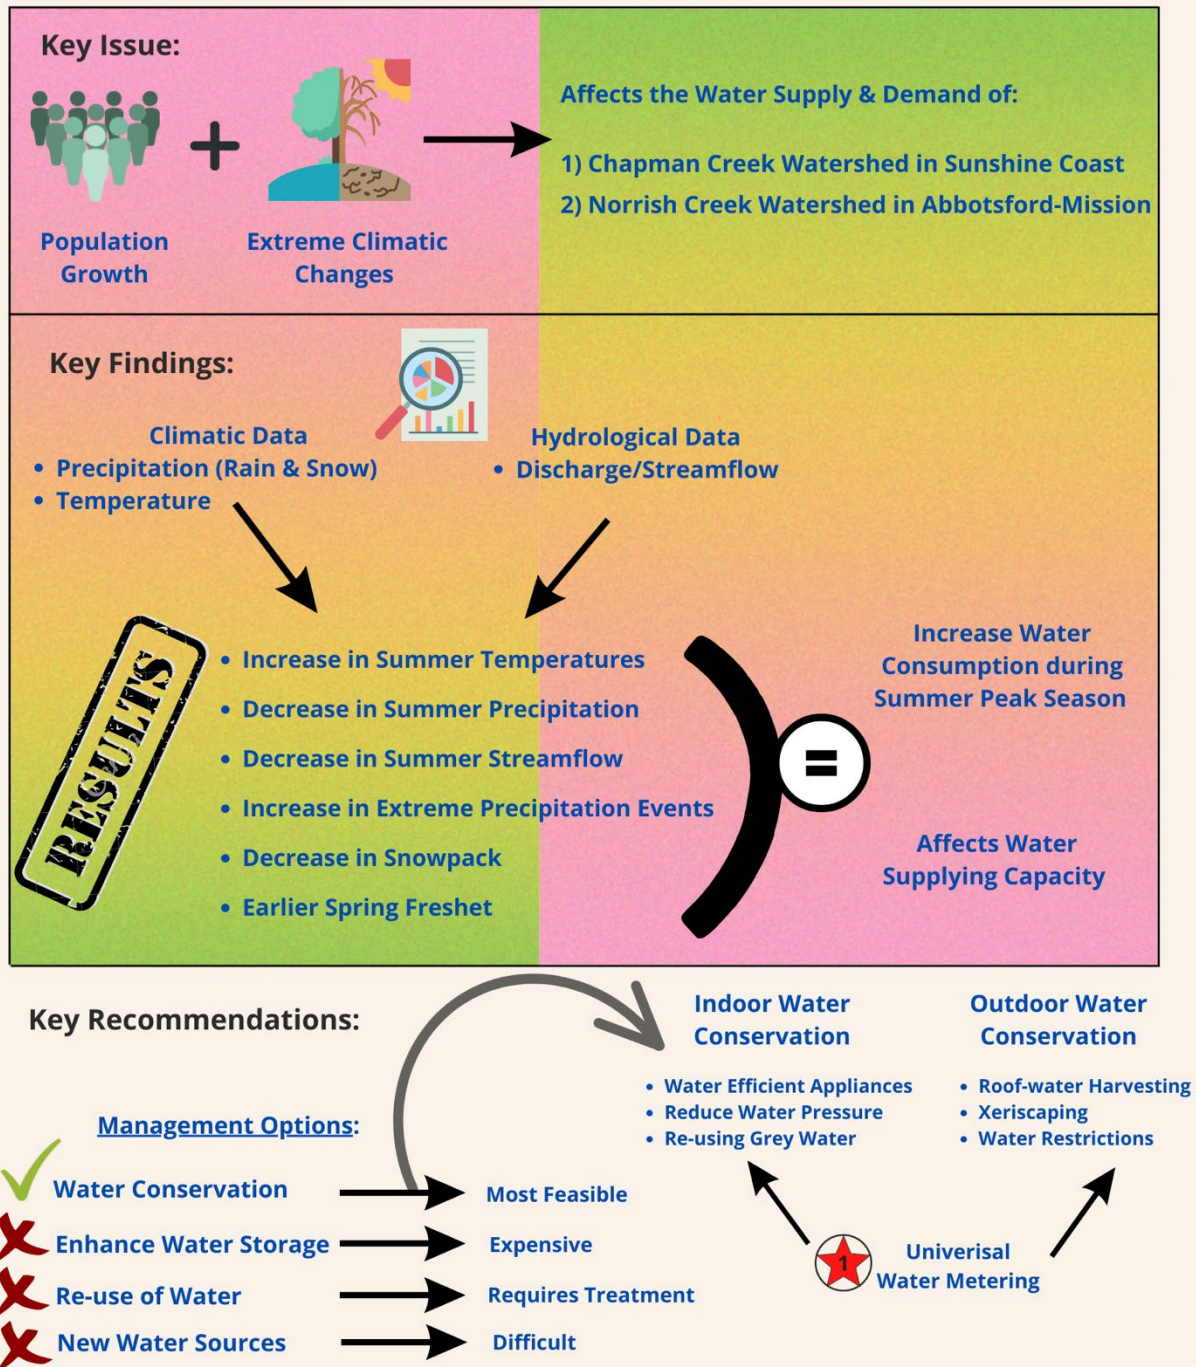 Key Issue:
Population
Growth
Extreme Climatic
Changes
Affects the Water Supply & Demand of:
1) Chapman Creek Watershed in Sunshine Coast
2) Norrish Creek Watershed in Abbotsford-Mission
Key Findings:
Climatic Data
• Precipitation (Rain & Snow)
• Temperature
Hydrological Data
• Discharge/Streamflow
RESULTS
• Increase in Summer Temperatures
• Decrease in Summer Precipitation
• Decrease in Summer Streamflow
• Increase in Extreme Precipitation Events
• Decrease in Snowpack
• Earlier Spring Freshet
=
Increase Water
Consumption during
Summer Peak Season
Affects Water
Supplying Capacity
Key Recommendations:
Management Options:
Water Conservation
Most Feasible
Enhance Water Storage
Expensive
Re-use of Water
Requires Treatment
New Water Sources
Difficult
Indoor Water
Conservation
• Water Efficient Appliances
• Reduce Water Pressure
• Re-using Grey Water
Outdoor Water
Conservation
• Roof-water Harvesting
• Xeriscaping
• Water Restrictions
1
Univerisal
Water Metering